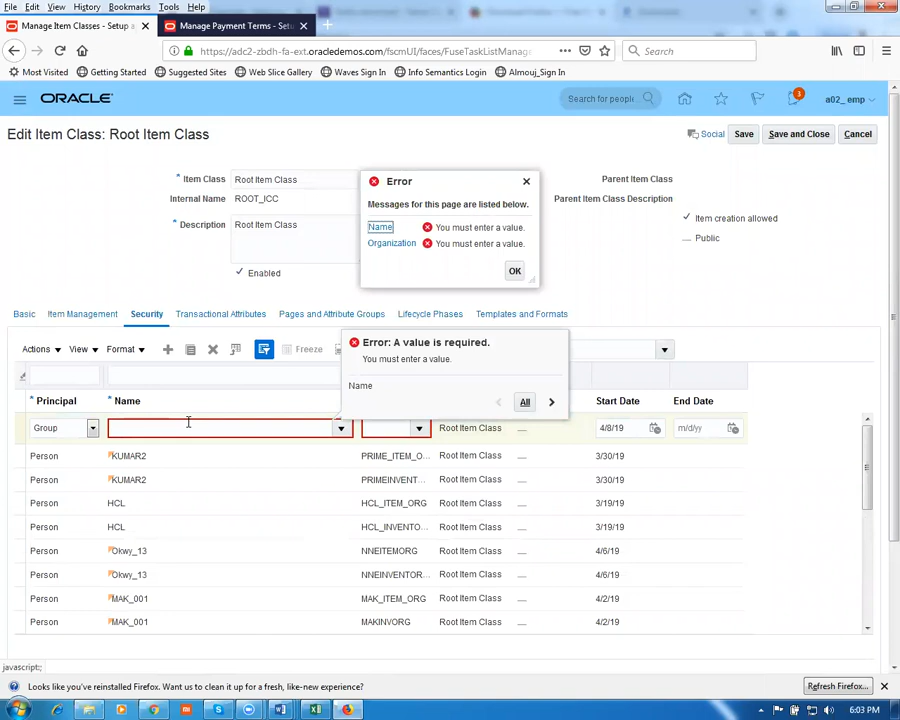 File Edit View History Bookmarks Tools Help
Manage Item Classes - Setup a
Manage Payment Terms - Setu
https://adc2-zbdh-fa-ext.oracledemos.com/fscmUI/faces/FuseTaskListManag
Search
Most Visited Getting Started Suggested Sites Web Slice Gallery Waves Sign In Info Semantics Login Almouj_Sign In
ORACLE
Search for people
3
a02_ emp
Edit Item Class: Root Item Class
Social Save Save and Close Cancel
* Item Class Root Item Class
Internal Name ROOT_ICC
* Description Root Item Class
Enabled
Parent Item Class
Parent Item Class Description
Item creation allowed
Public
Error
Messages for this page are listed below.
Name You must enter a value.
Organization You must enter a value.
OK
Basic Item Management Security Transactional Attributes Pages and Attribute Groups Lifecycle Phases Templates and Formats
Actions View Format Freeze
Error: A value is required.
You must enter a value.
Name
All
* Principal * Name Start Date End Date
Group Root Item Class 4/8/19 m/d/yy
Person KUMAR2 PRIME_ITEM_O... Root Item Class 3/30/19
Person KUMAR2 PRIMEINVENT... Root Item Class 3/30/19
Person HCL HCL_ITEM_ORG Root Item Class 3/19/19
Person HCL HCL_INVENTO... Root Item Class 3/19/19
Person Okwy_13 NNEITEMORG Root Item Class 4/6/19
Person Okwy_13 NNEINVENTOR... Root Item Class 4/6/19
Person MAK_001 MAK_ITEM_ORG Root Item Class 4/2/19
Person MAK_001 MAKINVORG Root Item Class 4/2/19
javascript:;
Looks like you've reinstalled Firefox. Want us to clean it up for a fresh, like-new experience?
Refresh Firefox...
6:03 PM